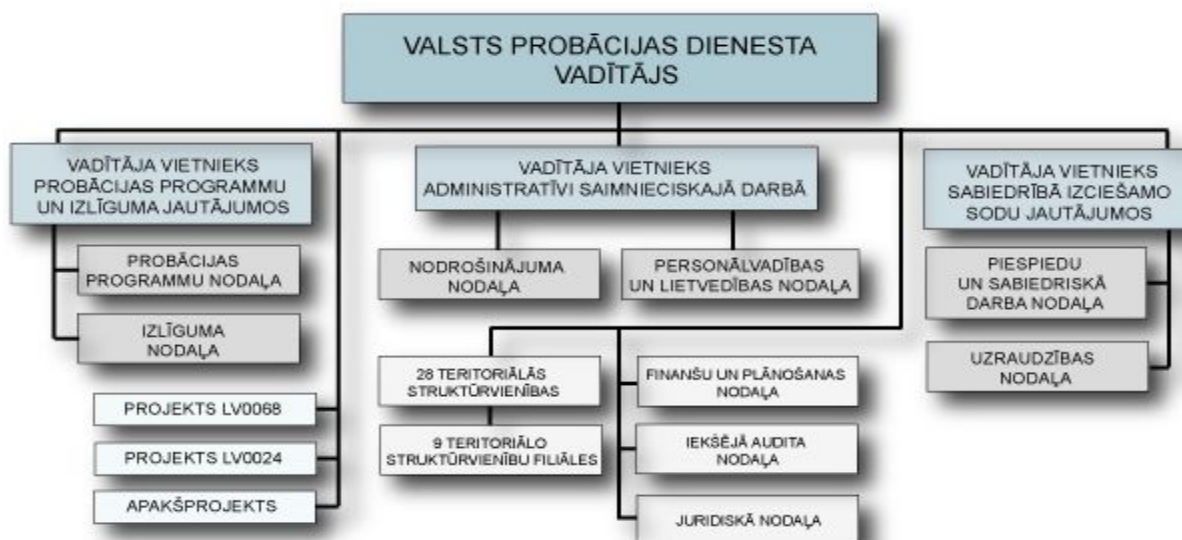 VALSTS PROBĀCIJAS DIENESTA
VADĪTĀJS
VADĪTĀJA VIETNIEKS
PROBĀCIJAS PROGRAMMU
UN IZLĪGUMA JAUTĀJUMOS
PROBĀCIJAS
PROGRAMMU NODAĻA
IZLĪGUMA
NODAĻA
PROJEKTS LV0068
PROJEKTS LV0024
APAKŠPROJEKTS
VADĪTĀJA VIETNIEKS
ADMINISTRATĪVI SAIMNIECISKAJĀ DARBĀ
NODROŠINĀJUMA
NODAĻA
PERSONĀLVADĪBAS
UN LIETVEDĪBAS NODAĻA
28 TERITORIĀLĀS
STRUKTŪRVIENĪBAS
9 TERITORIĀLO
STRUKTŪRVIENĪBU FILIĀLES
FINANŠU UN PLĀNOŠANAS
NODAĻA
IEKŠĒJĀ AUDITA
NODAĻA
JURIDISKĀ NODAĻA
VADĪTĀJA VIETNIEKS
SABIEDRĪBĀ IZCIEŠAMO
SODU JAUTĀJUMOS
PIESPIEDU
UN SABIEDRISKĀ
DARBA NODAĻA
UZRAUDZĪBAS
NODAĻA